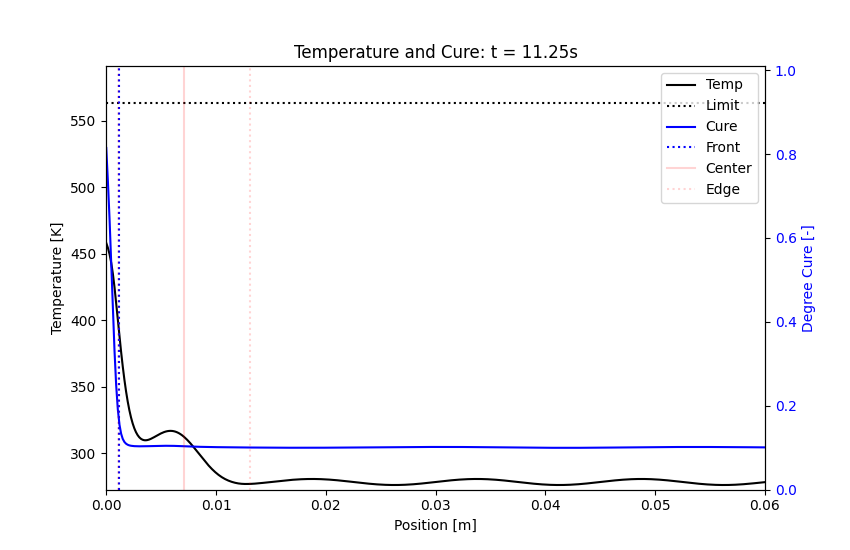 Temperature and Cure: t = 11.25s
Temperature [K]
550
500
450
400
350
300
Temp
Limit
Cure
Front
Center
Edge
1.0
0.8
0.6
0.4
0.2
0.0
Degree Cure [-]
0.00 0.01 0.02 0.03 0.04 0.05 0.06
Position [m]